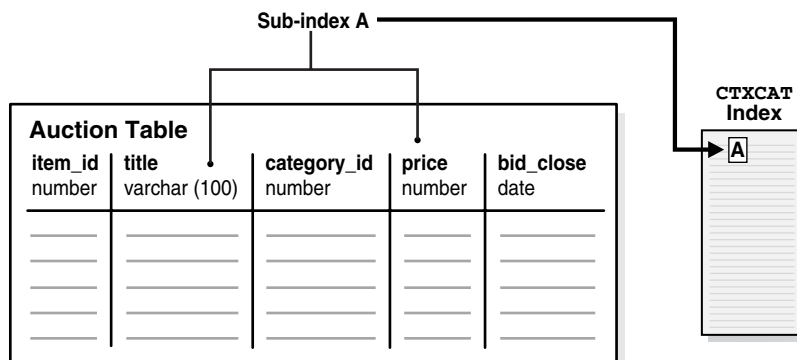 Sub-index A
CTXCAT
Index
A
Auction Table
item_id title category_id price bid_close
number varchar (100) number number date